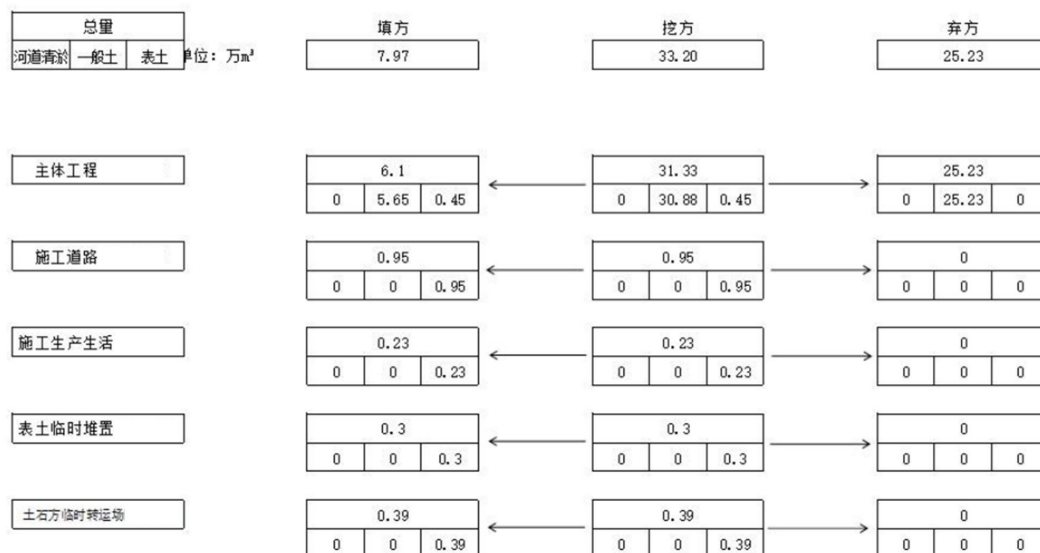 总量 填方 挖方 弃方
河道清淤 一般土 表土 单位：万m³ 7.97 33.20 25.23
主体工程 6.1 31.33 25.23
0 5.65 0.45 0 30.88 0.45 0 25.23 0
施工道路 0.95 0.95 0
0 0 0.95 0 0 0.95 0 0 0
施工生产生活 0.23 0.23 0
0 0 0.23 0 0 0.23 0 0 0
表土临时堆置 0.3 0.3 0
0 0 0.3 0 0 0.3 0 0 0
土石方临时转运场 0.39 0.39 0
0 0 0.39 0 0 0.39 0 0 0